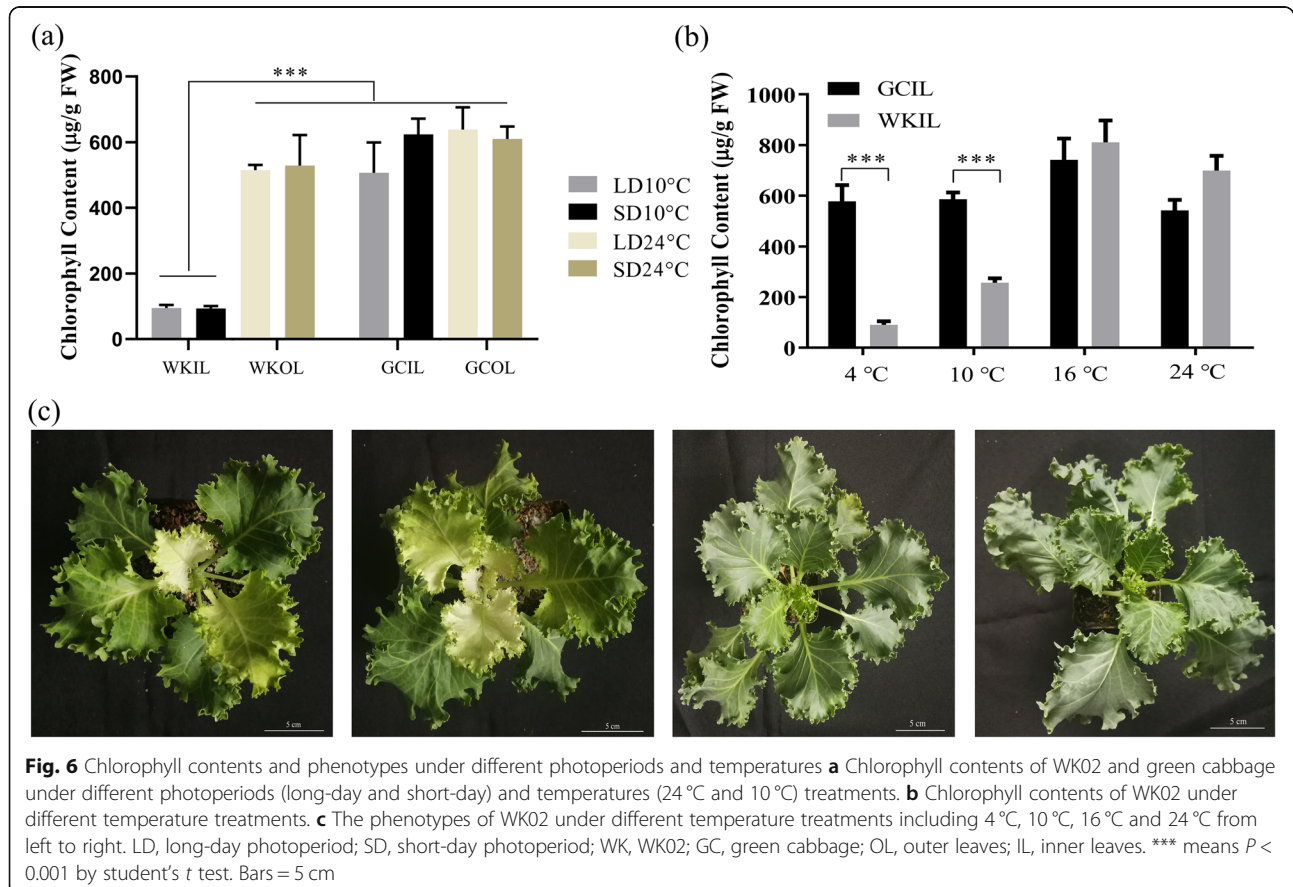 (a)
Chlorophyll Content (µg/g FW)
800
600
400
200
0
***
WKIL
WKOL
GCIL
GCOL
LD10°C
SD10°C
LD24°C
SD24°C
(b)
Chlorophyll Content (µg/g FW)
1000
800
600
400
200
0
GCIL
WKIL
***
***
4 °C
10 °C
16 °C
24 °C
(c)
5 cm
5 cm
5 cm
5 cm
Fig. 6 Chlorophyll contents and phenotypes under different photoperiods and temperatures a Chlorophyll contents of WK02 and green cabbage
under different photoperiods (long-day and short-day) and temperatures (24 °C and 10 °C) treatments. b Chlorophyll contents of WK02 under
different temperature treatments. c The phenotypes of WK02 under different temperature treatments including 4 °C, 10 °C, 16 °C and 24 °C from
left to right. LD, long-day photoperiod; SD, short-day photoperiod; WK, WK02; GC, green cabbage; OL, outer leaves; IL, inner leaves. *** means P <
0.001 by student's t test. Bars = 5 cm